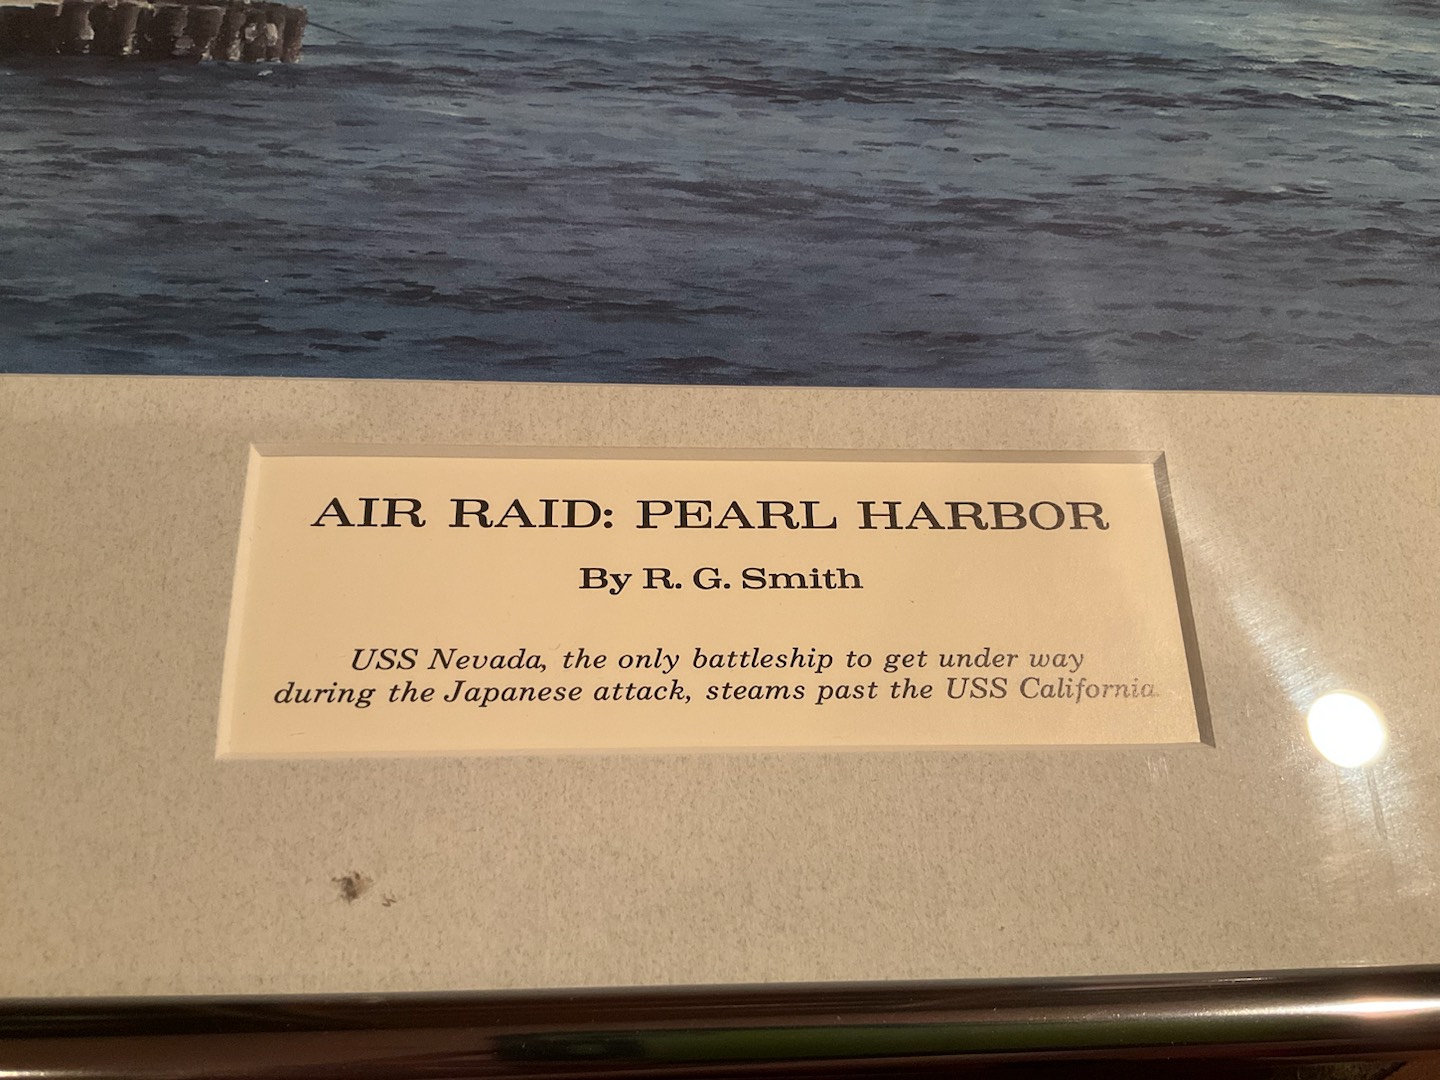 AIR RAID: PEARL HARBOR
By R. G. Smith
USS Nevada, the only battleship to get under way
during the Japanese attack, steams past the USS California.